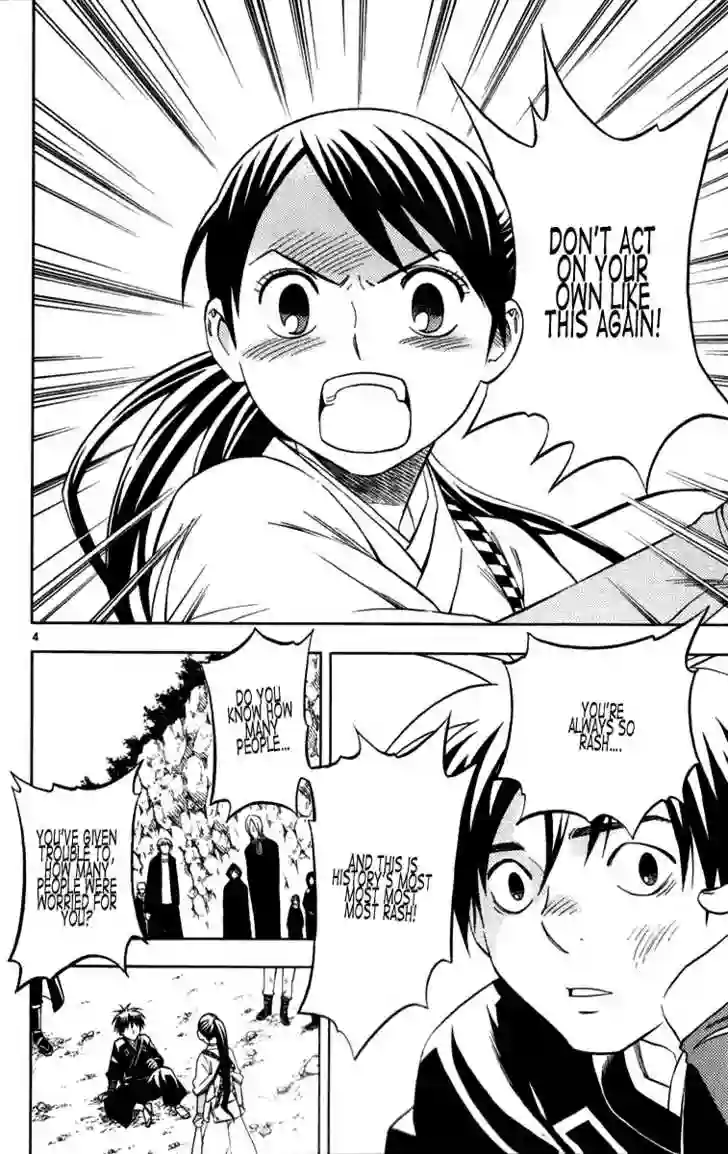 DON'T ACT
ON YOUR
OWN LIKE
THIS AGAIN!
4
YOU'RE
ALWAYS SO
RASH....
AND THIS IS
HISTORY'S MOST
MOST MOST
MOST RASH!
DO YOU
KNOW HOW
MANY
PEOPLE...
YOU'VE GIVEN
TROUBLE TO,
HOW MANY
PEOPLE WERE
WORRIED FOR
YOU?